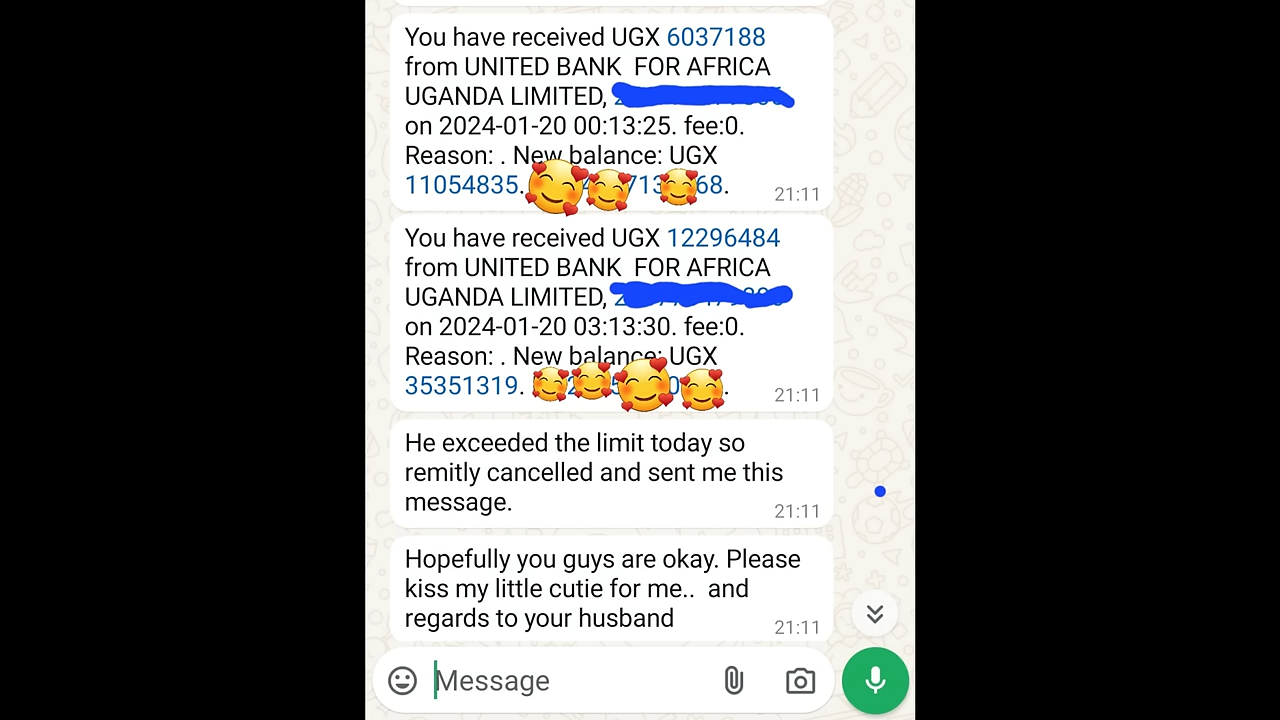 You have received UGX 6037188
from UNITED BANK FOR AFRICA
UGANDA LIMITED,
on 2024-01-20 00:13:25. fee:0.
Reason: . New balance: UGX
11054835.
21:11
You have received UGX 12296484
from UNITED BANK FOR AFRICA
UGANDA LIMITED,
on 2024-01-20 03:13:30. fee:0.
Reason: . New balance: UGX
35351319.
21:11
He exceeded the limit today so
remitly cancelled and sent me this
message.
21:11
Hopefully you guys are okay. Please
kiss my little cutie for me.. and
regards to your husband
21:11
Message